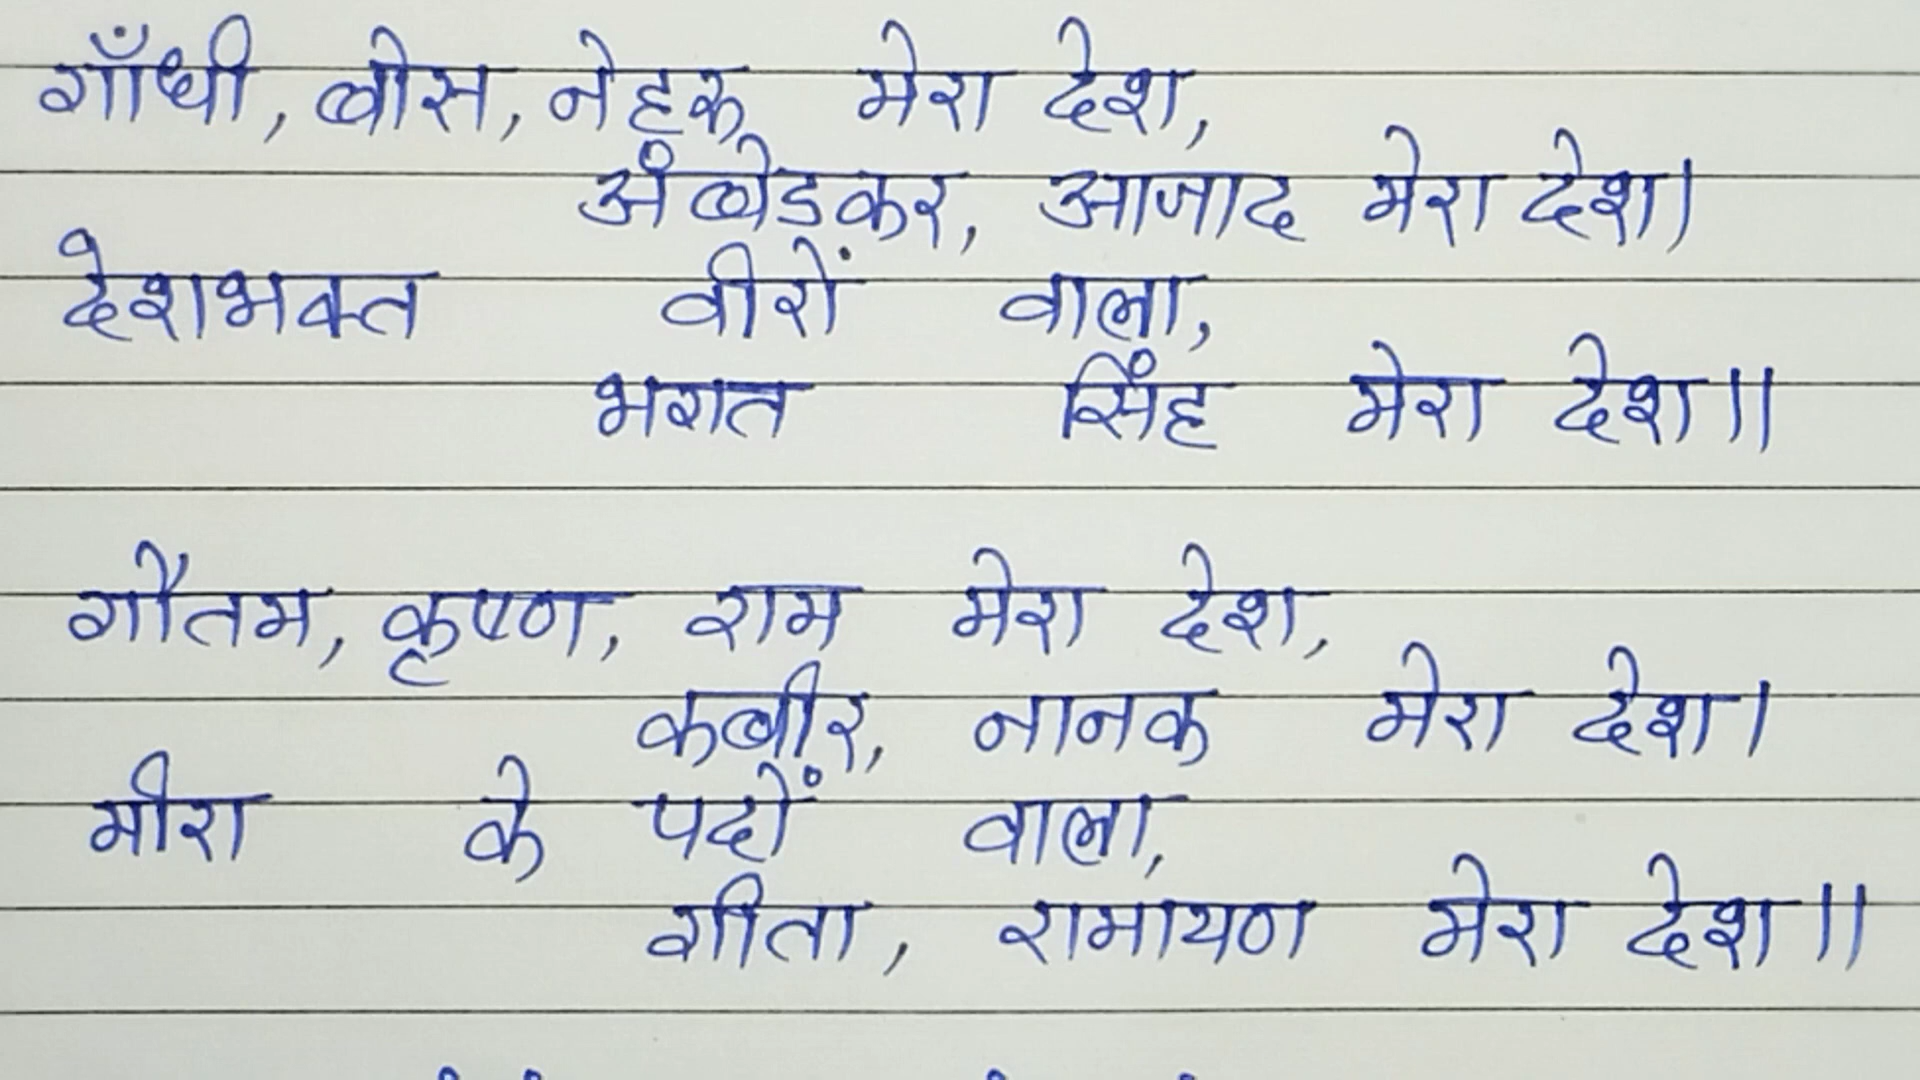 गाँधी, बोस, नेहरू मेरा देश,
अंबेडकर, आजाद मेरा देश।
देशभक्त वीरों वाला,
भगत सिंह मेरा देश॥
गौतम, कृष्ण, राम मेरा देश,
कबीर, नानक मेरा देश।
मीरा के पदों वाला,
गीता, रामायण मेरा देश॥